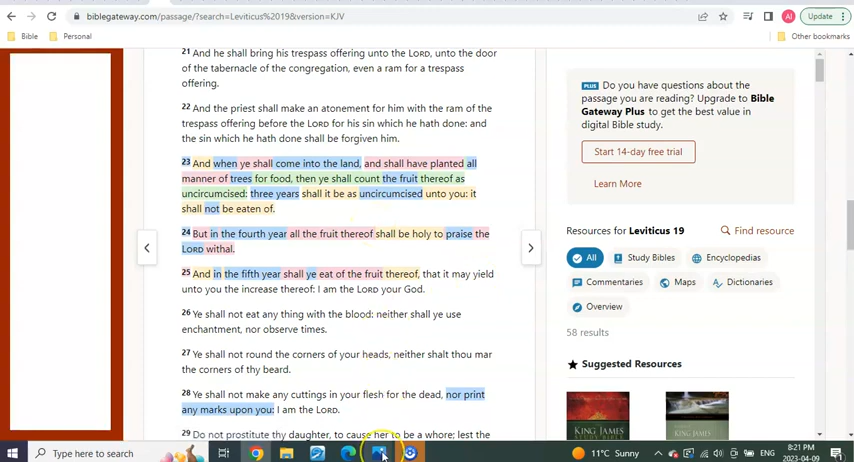 biblegateway.com/passage/?search=Leviticus%2019&version=KJV
AI
Update
Bible
Personal
Other bookmarks
21 And he shall bring his trespass offering unto the LORD, unto the door
of the tabernacle of the congregation, even a ram for a trespass
offering.
22 And the priest shall make an atonement for him with the ram of the
trespass offering before the LORD for his sin which he hath done: and
the sin which he hath done shall be forgiven him.
23 And when ye shall come into the land, and shall have planted all
manner of trees for food, then ye shall count the fruit thereof as
uncircumcised: three years shall it be as uncircumcised unto you: it
shall not be eaten of.
24 But in the fourth year all the fruit thereof shall be holy to praise the
LORD withal.
25 And in the fifth year shall ye eat of the fruit thereof, that it may yield
unto you the increase thereof: I am the LORD your God.
26 Ye shall not eat any thing with the blood: neither shall ye use
enchantment, nor observe times.
27 Ye shall not round the corners of your heads, neither shalt thou mar
the corners of thy beard.
28 Ye shall not make any cuttings in your flesh for the dead, nor print
any marks upon you: I am the LORD.
29 Do not prostitute thy daughter, to cause her to be a whore; lest the
PLUS Do you have questions about the
passage you are reading? Upgrade to Bible
Gateway Plus to get the best value in
digital Bible study.
Start 14-day free trial
Learn More
Resources for Leviticus 19
Find resource
All
Study Bibles
Encyclopedias
Commentaries
Maps
Dictionaries
Overview
58 results
Suggested Resources
KING JAMES
KING JAMES
Type here to search
11°C Sunny
ENG
8:21 PM
2023-04-09